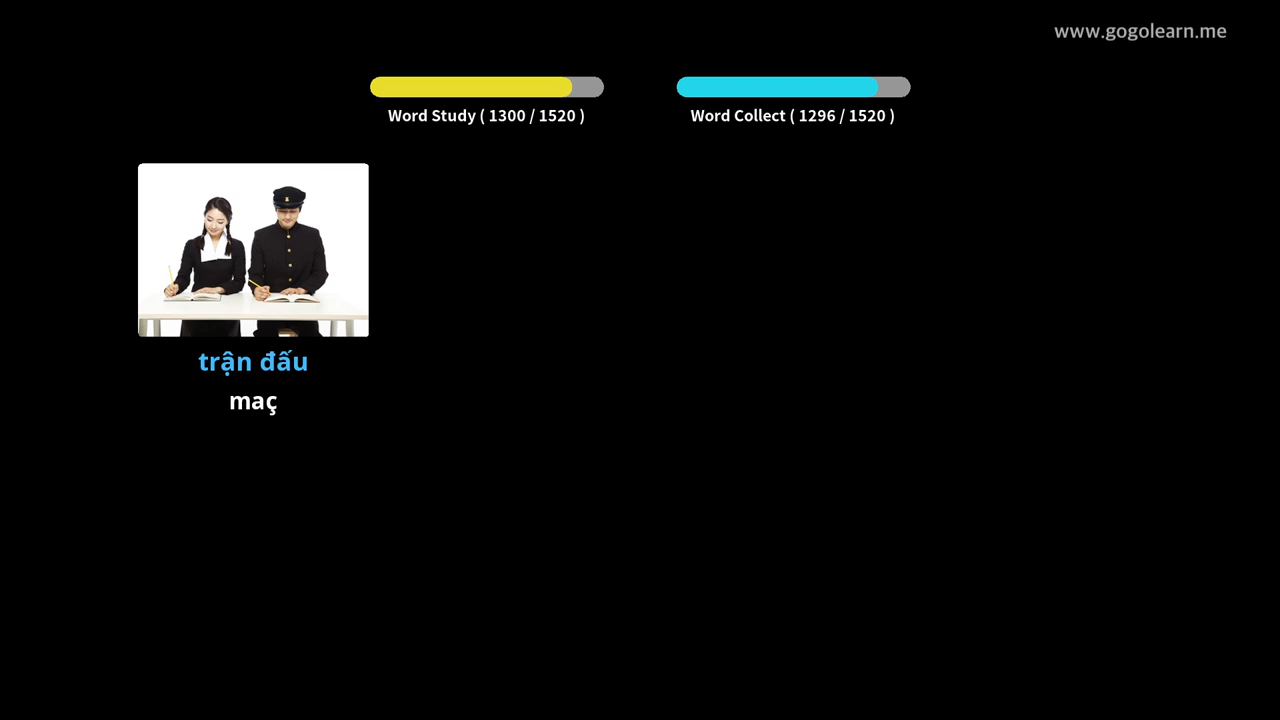 www.gogolearn.me
Word Study ( 1300 / 1520 )
Word Collect ( 1296 / 1520 )
trận đấu
maç